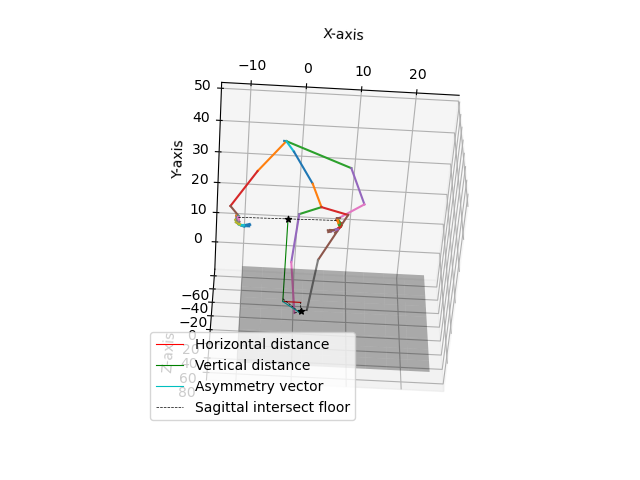 X-axis
−10 0 10 20
50
40
30
20
10
0
Y-axis
−60
−40
−20
0
20
40
60
80
Z-axis
Horizontal distance
Vertical distance
Asymmetry vector
Sagittal intersect floor